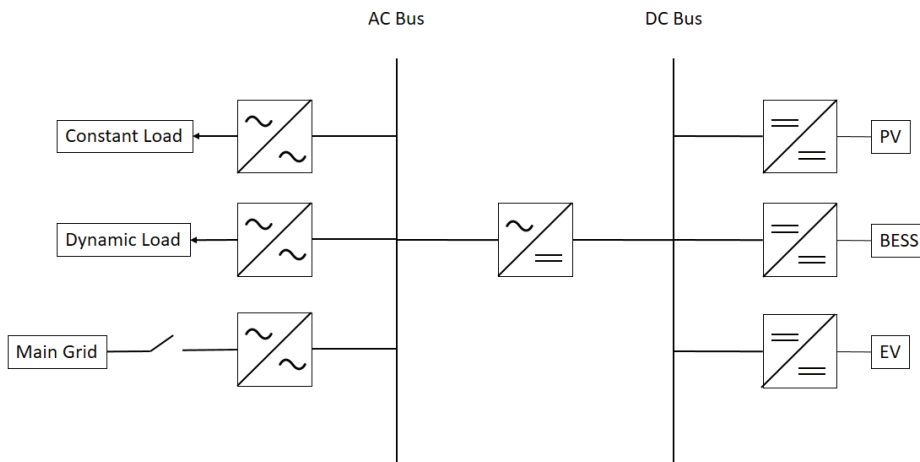 AC Bus
DC Bus
Constant Load
PV
Dynamic Load
BESS
Main Grid
EV